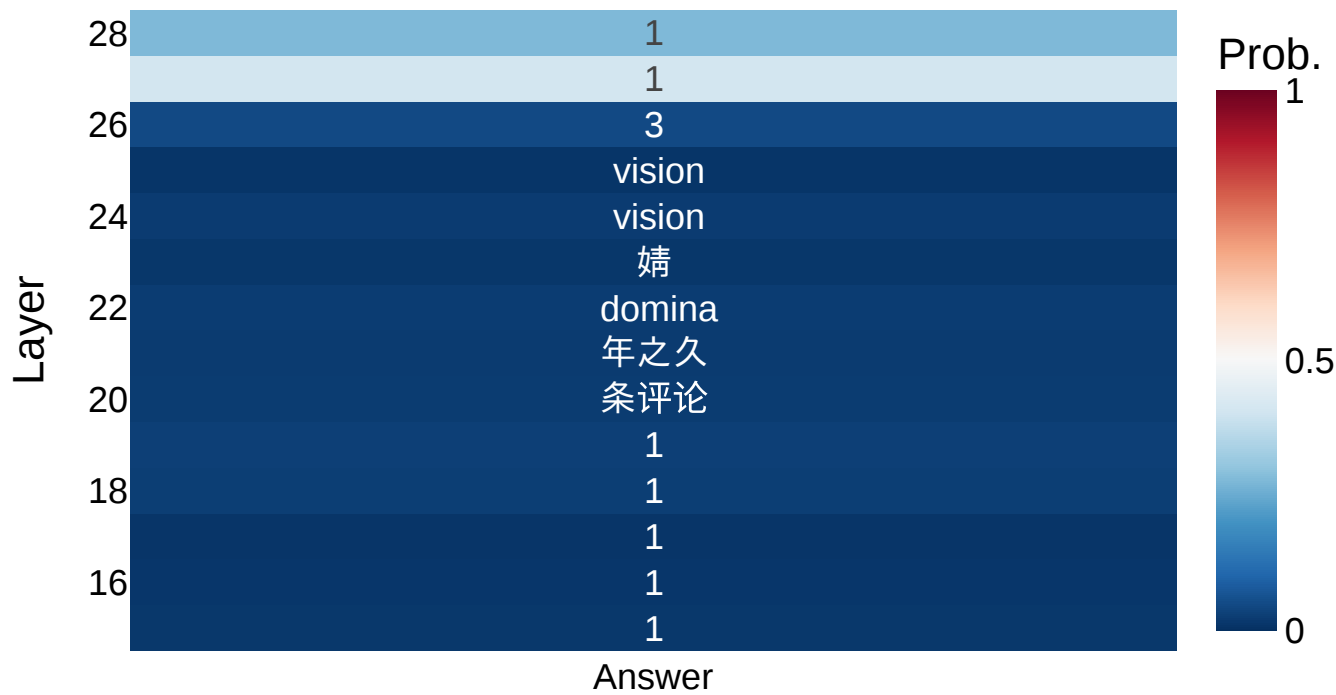 28
1
Prob.
1
1
26
3
vision
24
vision
婧
22
domina
0.5
年之久
20
条评论
1
18
1
1
16
1
1
0
Layer
Answer